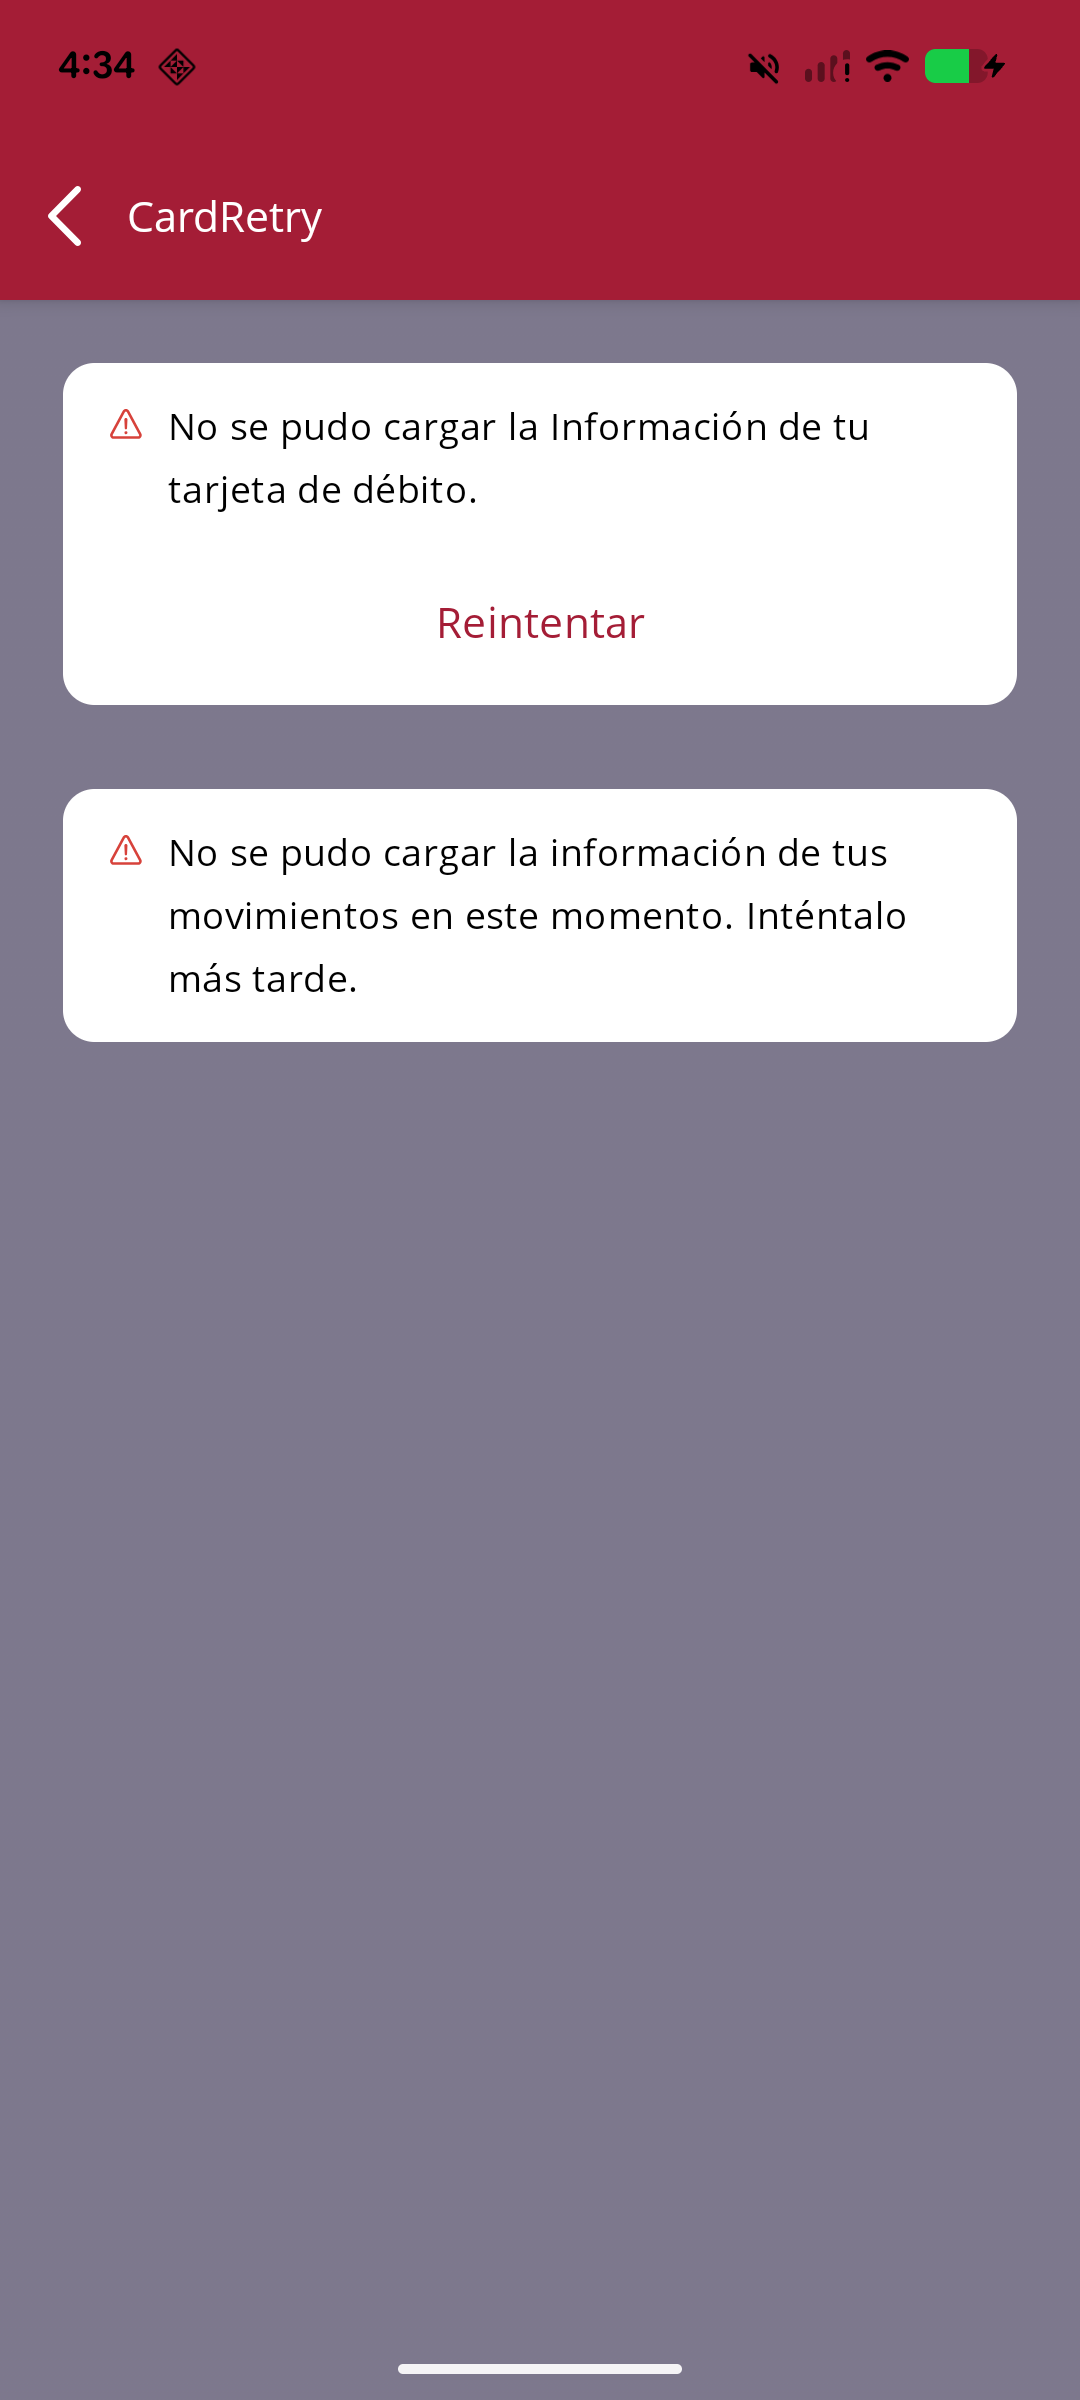 4:34
CardRetry
No se pudo cargar la Información de tu
tarjeta de débito.
Reintentar
No se pudo cargar la información de tus
movimientos en este momento. Inténtalo
más tarde.